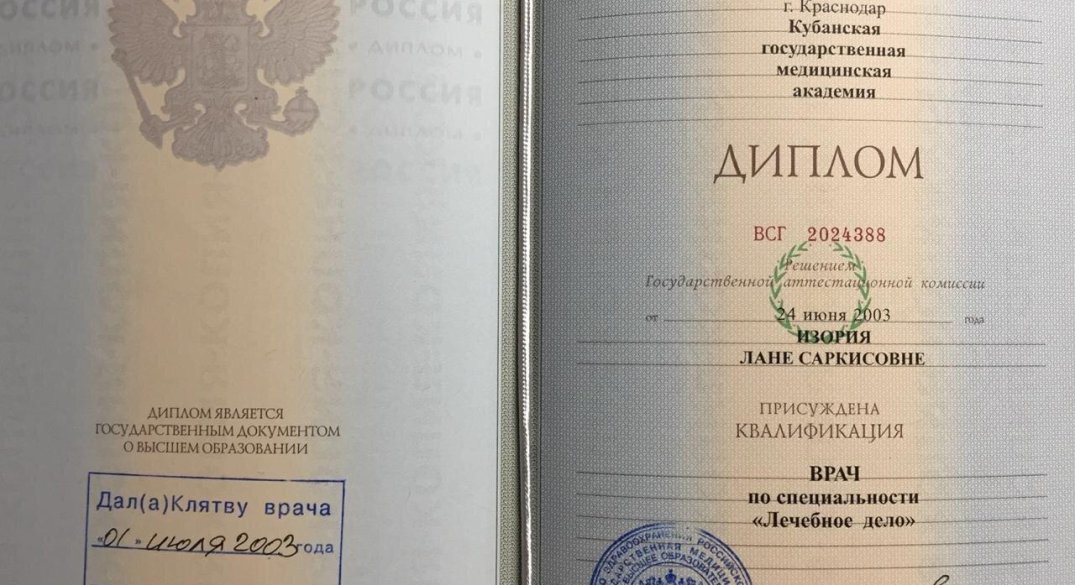 РОССИЯ
РОССИЯ
ДИПЛОМ
РОССИЯ
РОССИЯ
ДИПЛОМ ЯВЛЯЕТСЯ
ГОСУДАРСТВЕННЫМ ДОКУМЕНТОМ
О ВЫСШЕМ ОБРАЗОВАНИИ
Дал(а)Клятву врача
"01" июля 2003 года
г. Краснодар
Кубанская
государственная
медицинская
академия
ДИПЛОМ
ВСГ 2024388
Решением
Государственной аттестационной комиссии
от 24 июня 2003 года
ИЗОРИЯ
ЛАНЕ САРКИСОВНЕ
ПРИСУЖДЕНА
КВАЛИФИКАЦИЯ
ВРАЧ
по специальности
«Лечебное дело»